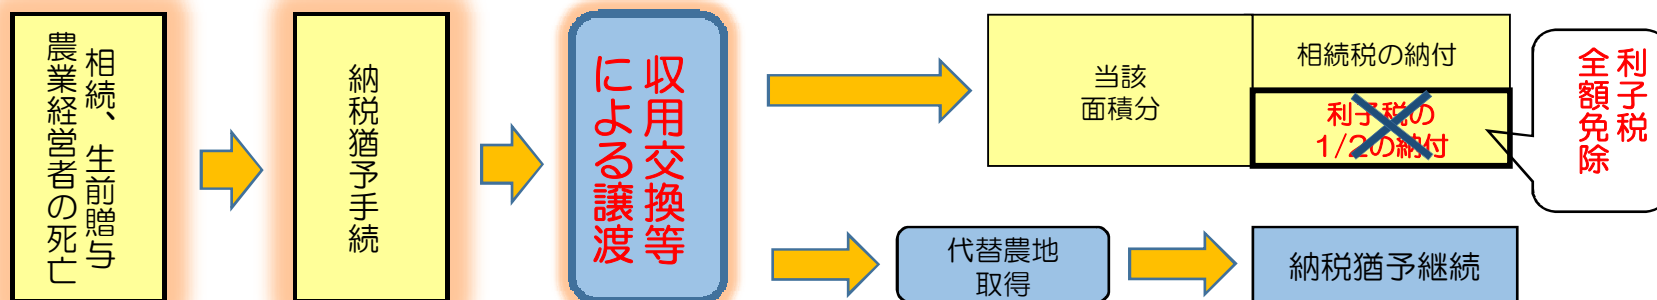 相続、生前贈与
農業経営者の死亡
納税猶予手続
収用交換等
による譲渡
当該
面積分
相続税の納付
利子税の
1/2の納付
利子税
全額免除
代替農地
取得
納税猶予継続